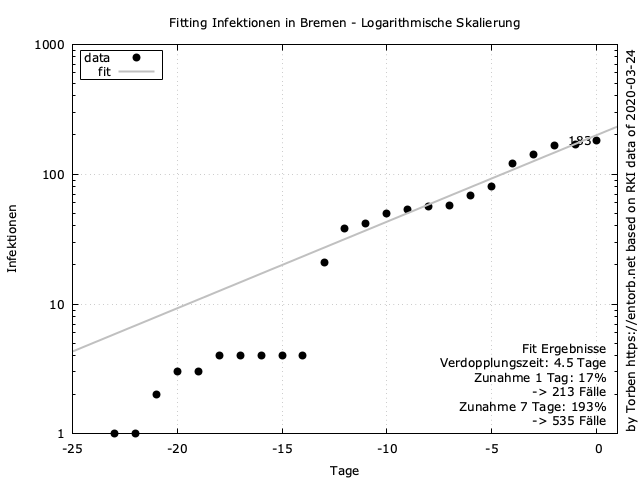 Fitting Infektionen in Bremen - Logarithmische Skalierung
1000
data
fit
183
100
Infektionen
10
Fit Ergebnisse
Verdopplungszeit: 4.5 Tage
Zunahme 1 Tag: 17%
-> 213 Fälle
Zunahme 7 Tage: 193%
-> 535 Fälle
1
-25
-20
-15
-10
-5
0
Tage
by Torben https://entorb.net based on RKI data of 2020-03-24